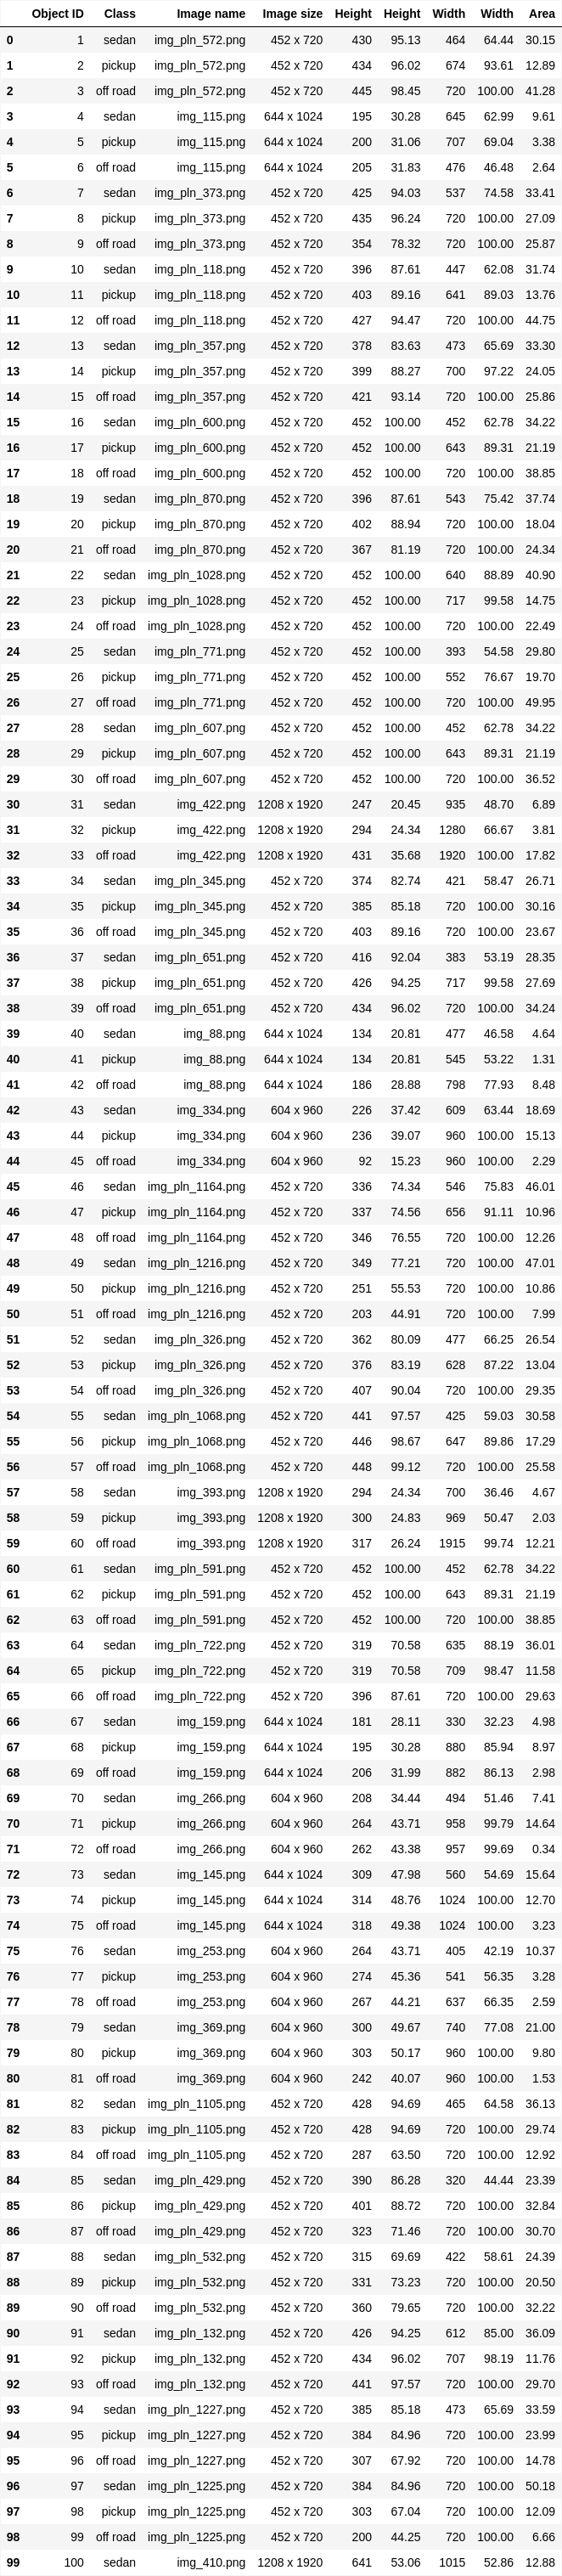 Object ID Class Image name Image size Height Height Width Width Area
0 1 sedan img_pln_572.png 452 x 720 430 95.13 464 64.44 30.15
1 2 pickup img_pln_572.png 452 x 720 434 96.02 674 93.61 12.89
2 3 off road img_pln_572.png 452 x 720 445 98.45 720 100.00 41.28
3 4 sedan img_115.png 644 x 1024 195 30.28 645 62.99 9.61
4 5 pickup img_115.png 644 x 1024 200 31.06 707 69.04 3.38
5 6 off road img_115.png 644 x 1024 205 31.83 476 46.48 2.64
6 7 sedan img_pln_373.png 452 x 720 425 94.03 537 74.58 33.41
7 8 pickup img_pln_373.png 452 x 720 435 96.24 720 100.00 27.09
8 9 off road img_pln_373.png 452 x 720 354 78.32 720 100.00 25.87
9 10 sedan img_pln_118.png 452 x 720 396 87.61 447 62.08 31.74
10 11 pickup img_pln_118.png 452 x 720 403 89.16 641 89.03 13.76
11 12 off road img_pln_118.png 452 x 720 427 94.47 720 100.00 44.75
12 13 sedan img_pln_357.png 452 x 720 378 83.63 473 65.69 33.30
13 14 pickup img_pln_357.png 452 x 720 399 88.27 700 97.22 24.05
14 15 off road img_pln_357.png 452 x 720 421 93.14 720 100.00 25.86
15 16 sedan img_pln_600.png 452 x 720 452 100.00 452 62.78 34.22
16 17 pickup img_pln_600.png 452 x 720 452 100.00 643 89.31 21.19
17 18 off road img_pln_600.png 452 x 720 452 100.00 720 100.00 38.85
18 19 sedan img_pln_870.png 452 x 720 396 87.61 543 75.42 37.74
19 20 pickup img_pln_870.png 452 x 720 402 88.94 720 100.00 18.04
20 21 off road img_pln_870.png 452 x 720 367 81.19 720 100.00 24.34
21 22 sedan img_pln_1028.png 452 x 720 452 100.00 640 88.89 40.90
22 23 pickup img_pln_1028.png 452 x 720 452 100.00 717 99.58 14.75
23 24 off road img_pln_1028.png 452 x 720 452 100.00 720 100.00 22.49
24 25 sedan img_pln_771.png 452 x 720 452 100.00 393 54.58 29.80
25 26 pickup img_pln_771.png 452 x 720 452 100.00 552 76.67 19.70
26 27 off road img_pln_771.png 452 x 720 452 100.00 720 100.00 49.95
27 28 sedan img_pln_607.png 452 x 720 452 100.00 452 62.78 34.22
28 29 pickup img_pln_607.png 452 x 720 452 100.00 643 89.31 21.19
29 30 off road img_pln_607.png 452 x 720 452 100.00 720 100.00 36.52
30 31 sedan img_422.png 1208 x 1920 247 20.45 935 48.70 6.89
31 32 pickup img_422.png 1208 x 1920 294 24.34 1280 66.67 3.81
32 33 off road img_422.png 1208 x 1920 431 35.68 1920 100.00 17.82
33 34 sedan img_pln_345.png 452 x 720 374 82.74 421 58.47 26.71
34 35 pickup img_pln_345.png 452 x 720 385 85.18 720 100.00 30.16
35 36 off road img_pln_345.png 452 x 720 403 89.16 720 100.00 23.67
36 37 sedan img_pln_651.png 452 x 720 416 92.04 383 53.19 28.35
37 38 pickup img_pln_651.png 452 x 720 426 94.25 717 99.58 27.69
38 39 off road img_pln_651.png 452 x 720 434 96.02 720 100.00 34.24
39 40 sedan img_88.png 644 x 1024 134 20.81 477 46.58 4.64
40 41 pickup img_88.png 644 x 1024 134 20.81 545 53.22 1.31
41 42 off road img_88.png 644 x 1024 186 28.88 798 77.93 8.48
42 43 sedan img_334.png 604 x 960 226 37.42 609 63.44 18.69
43 44 pickup img_334.png 604 x 960 236 39.07 960 100.00 15.13
44 45 off road img_334.png 604 x 960 92 15.23 960 100.00 2.29
45 46 sedan img_pln_1164.png 452 x 720 336 74.34 546 75.83 46.01
46 47 pickup img_pln_1164.png 452 x 720 337 74.56 656 91.11 10.96
47 48 off road img_pln_1164.png 452 x 720 346 76.55 720 100.00 12.26
48 49 sedan img_pln_1216.png 452 x 720 349 77.21 720 100.00 47.01
49 50 pickup img_pln_1216.png 452 x 720 251 55.53 720 100.00 10.86
50 51 off road img_pln_1216.png 452 x 720 203 44.91 720 100.00 7.99
51 52 sedan img_pln_326.png 452 x 720 362 80.09 477 66.25 26.54
52 53 pickup img_pln_326.png 452 x 720 376 83.19 628 87.22 13.04
53 54 off road img_pln_326.png 452 x 720 407 90.04 720 100.00 29.35
54 55 sedan img_pln_1068.png 452 x 720 441 97.57 425 59.03 30.58
55 56 pickup img_pln_1068.png 452 x 720 446 98.67 647 89.86 17.29
56 57 off road img_pln_1068.png 452 x 720 448 99.12 720 100.00 25.58
57 58 sedan img_393.png 1208 x 1920 294 24.34 700 36.46 4.67
58 59 pickup img_393.png 1208 x 1920 300 24.83 969 50.47 2.03
59 60 off road img_393.png 1208 x 1920 317 26.24 1915 99.74 12.21
60 61 sedan img_pln_591.png 452 x 720 452 100.00 452 62.78 34.22
61 62 pickup img_pln_591.png 452 x 720 452 100.00 643 89.31 21.19
62 63 off road img_pln_591.png 452 x 720 452 100.00 720 100.00 38.85
63 64 sedan img_pln_722.png 452 x 720 319 70.58 635 88.19 36.01
64 65 pickup img_pln_722.png 452 x 720 319 70.58 709 98.47 11.58
65 66 off road img_pln_722.png 452 x 720 396 87.61 720 100.00 29.63
66 67 sedan img_159.png 644 x 1024 181 28.11 330 32.23 4.98
67 68 pickup img_159.png 644 x 1024 195 30.28 880 85.94 8.97
68 69 off road img_159.png 644 x 1024 206 31.99 882 86.13 2.98
69 70 sedan img_266.png 604 x 960 208 34.44 494 51.46 7.41
70 71 pickup img_266.png 604 x 960 264 43.71 958 99.79 14.64
71 72 off road img_266.png 604 x 960 262 43.38 957 99.69 0.34
72 73 sedan img_145.png 644 x 1024 309 47.98 560 54.69 15.64
73 74 pickup img_145.png 644 x 1024 314 48.76 1024 100.00 12.70
74 75 off road img_145.png 644 x 1024 318 49.38 1024 100.00 3.23
75 76 sedan img_253.png 604 x 960 264 43.71 405 42.19 10.37
76 77 pickup img_253.png 604 x 960 274 45.36 541 56.35 3.28
77 78 off road img_253.png 604 x 960 267 44.21 637 66.35 2.59
78 79 sedan img_369.png 604 x 960 300 49.67 740 77.08 21.00
79 80 pickup img_369.png 604 x 960 303 50.17 960 100.00 9.80
80 81 off road img_369.png 604 x 960 242 40.07 960 100.00 1.53
81 82 sedan img_pln_1105.png 452 x 720 428 94.69 465 64.58 36.13
82 83 pickup img_pln_1105.png 452 x 720 428 94.69 720 100.00 29.74
83 84 off road img_pln_1105.png 452 x 720 287 63.50 720 100.00 12.92
84 85 sedan img_pln_429.png 452 x 720 390 86.28 320 44.44 23.39
85 86 pickup img_pln_429.png 452 x 720 401 88.72 720 100.00 32.84
86 87 off road img_pln_429.png 452 x 720 323 71.46 720 100.00 30.70
87 88 sedan img_pln_532.png 452 x 720 315 69.69 422 58.61 24.39
88 89 pickup img_pln_532.png 452 x 720 331 73.23 720 100.00 20.50
89 90 off road img_pln_532.png 452 x 720 360 79.65 720 100.00 32.22
90 91 sedan img_pln_132.png 452 x 720 426 94.25 612 85.00 36.09
91 92 pickup img_pln_132.png 452 x 720 434 96.02 707 98.19 11.76
92 93 off road img_pln_132.png 452 x 720 441 97.57 720 100.00 29.70
93 94 sedan img_pln_1227.png 452 x 720 385 85.18 473 65.69 33.59
94 95 pickup img_pln_1227.png 452 x 720 384 84.96 720 100.00 23.99
95 96 off road img_pln_1227.png 452 x 720 307 67.92 720 100.00 14.78
96 97 sedan img_pln_1225.png 452 x 720 384 84.96 720 100.00 50.18
97 98 pickup img_pln_1225.png 452 x 720 303 67.04 720 100.00 12.09
98 99 off road img_pln_1225.png 452 x 720 200 44.25 720 100.00 6.66
99 100 sedan img_410.png 1208 x 1920 641 53.06 1015 52.86 12.88